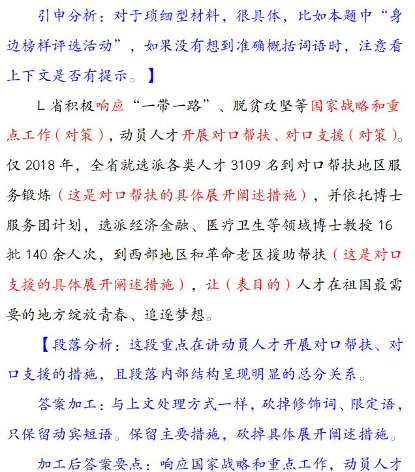 引申分析：对于琐细型材料，很具体，比如本题中“身
边榜样评选活动”，如果没有想到准确概括词语时，注意看
上下文是否有提示。】
L 省积极响应“一带一路”、脱贫攻坚等国家战略和重
点工作（对策），动员人才开展对口帮扶、对口支援（对策）。
仅 2018 年，全省就选派各类人才 3109 名到对口帮扶地区服
务锻炼（这是对口帮扶的具体展开阐述措施），并依托博士
服务团计划，选派经济金融、医疗卫生等领域博士教授 16
批 140 余人次，到西部地区和革命老区援助帮扶（这是对口
支援的具体展开阐述措施），让（表目的）人才在祖国最需
要的地方绽放青春、追逐梦想。
【段落分析：这段重点在讲动员人才开展对口帮扶、对
口支援的措施，且段落内部结构呈现明显的总分关系。
答案加工：与上文处理方式一样，砍掉修饰词、限定语，
只保留动宾短语。保留主要措施，砍掉具体展开阐述措施。
加工后答案要点：响应国家战略和重点工作，动员人才